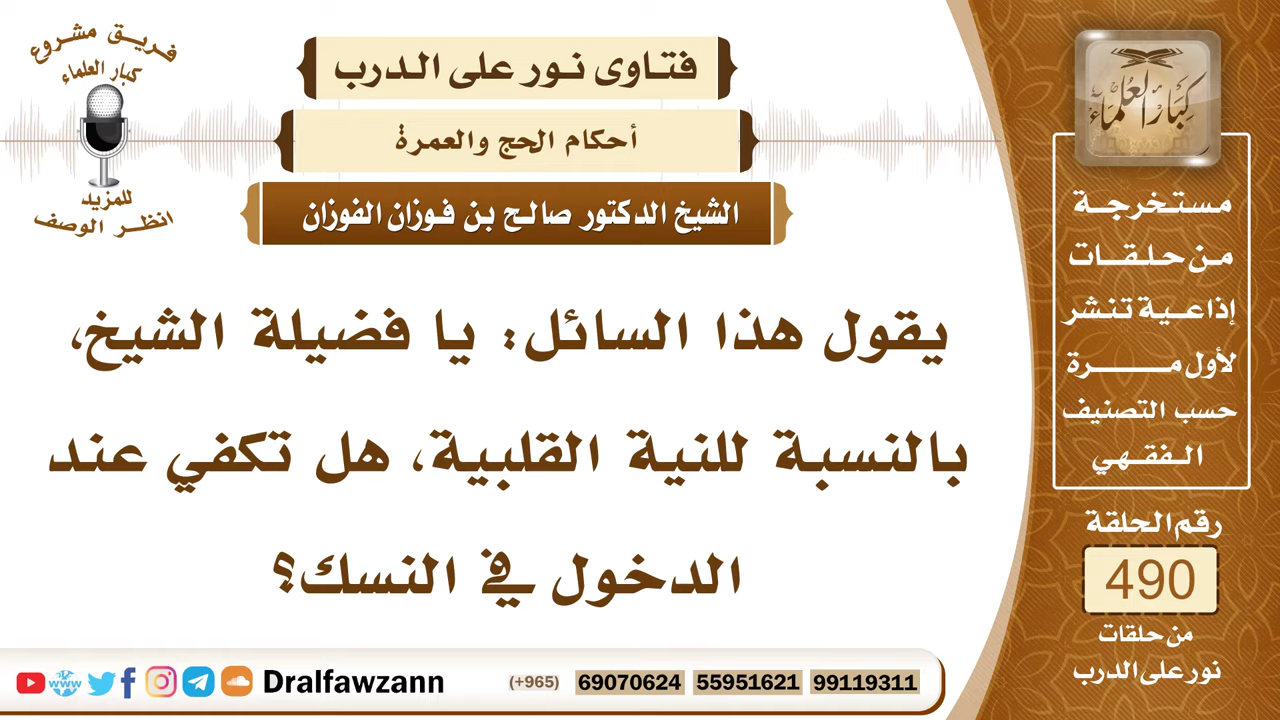 فريق مشروع
كبار العلماء
للمزيد
انظر الوصف
فتاوى نور على الدرب
أحكام الحج والعمرة
الشيخ الدكتور صالح بن فوزان الفوزان
يقول هذا السائل: يا فضيلة الشيخ،
بالنسبة للنية القلبية، هل تكفي عند
الدخول في النسك؟
كبار العلماء
مستخرجة
من حلقات
إذاعية تنشر
لأول مرة
حسب التصنيف
الفقهي
رقم الحلقة
490
من حلقات
نور على الدرب
www Dralfawzann (+965) 69070624 55951621 99119311